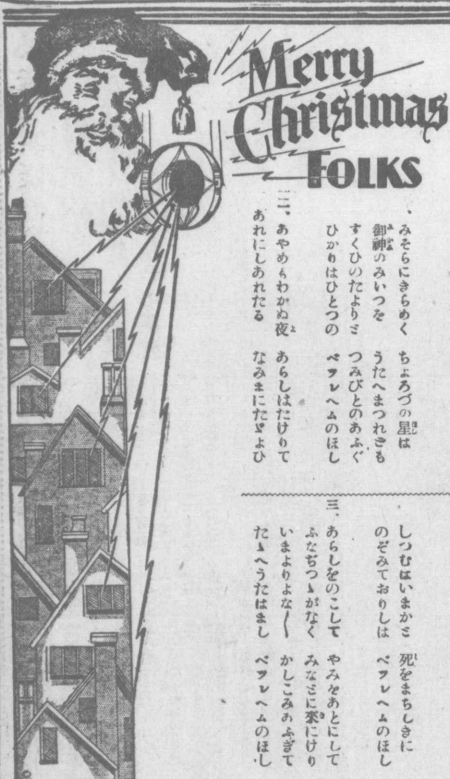 Merry
Christmas
FOLKS
、みそらにきらめく ちよろづの星は
御神のみいつを うたへまつれども
すくひのたよりと つみびとのあふぐ
ひかりはひとつの ベツレヘムのほし
二、あやめもわかぬ夜 あらしはたけりて
あれにしあれたる なみまにたゞよひ
しづむはいまかと 死をまちしきに
のぞみておりしは ベツレヘムのほし
三、あらしをのこして やみをあとにして
ふなぢつゝがなく みなとに来にけり
いまよりよな〱 かしこみあふぎて
たゝへうたはまし ベツレヘムのほし